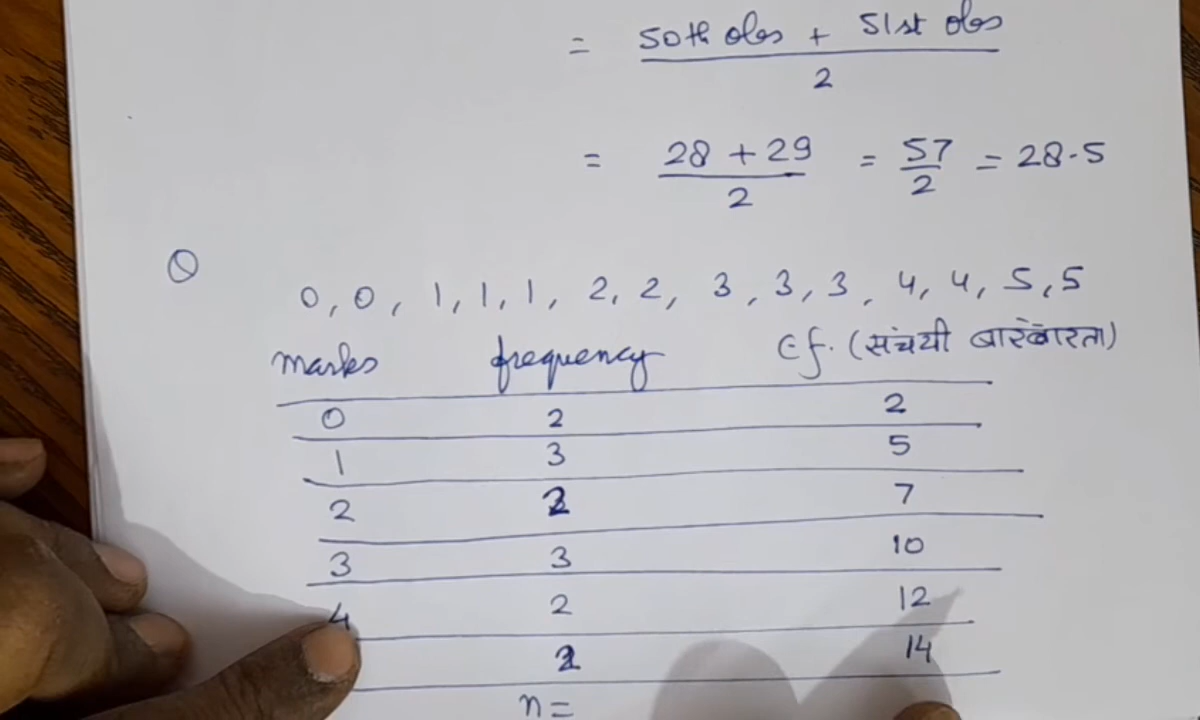 = 50th obs + 51st obs
2
= 28 + 29 = 57 = 28.5
2 2
Q
0, 0, 1, 1, 1, 2, 2, 3, 3, 3, 4, 4, 5, 5
marks frequency cf. (संचयी बारंबारता)
0 2 2
1 3 5
2 2 7
3 3 10
4 2 12
2 14
n =